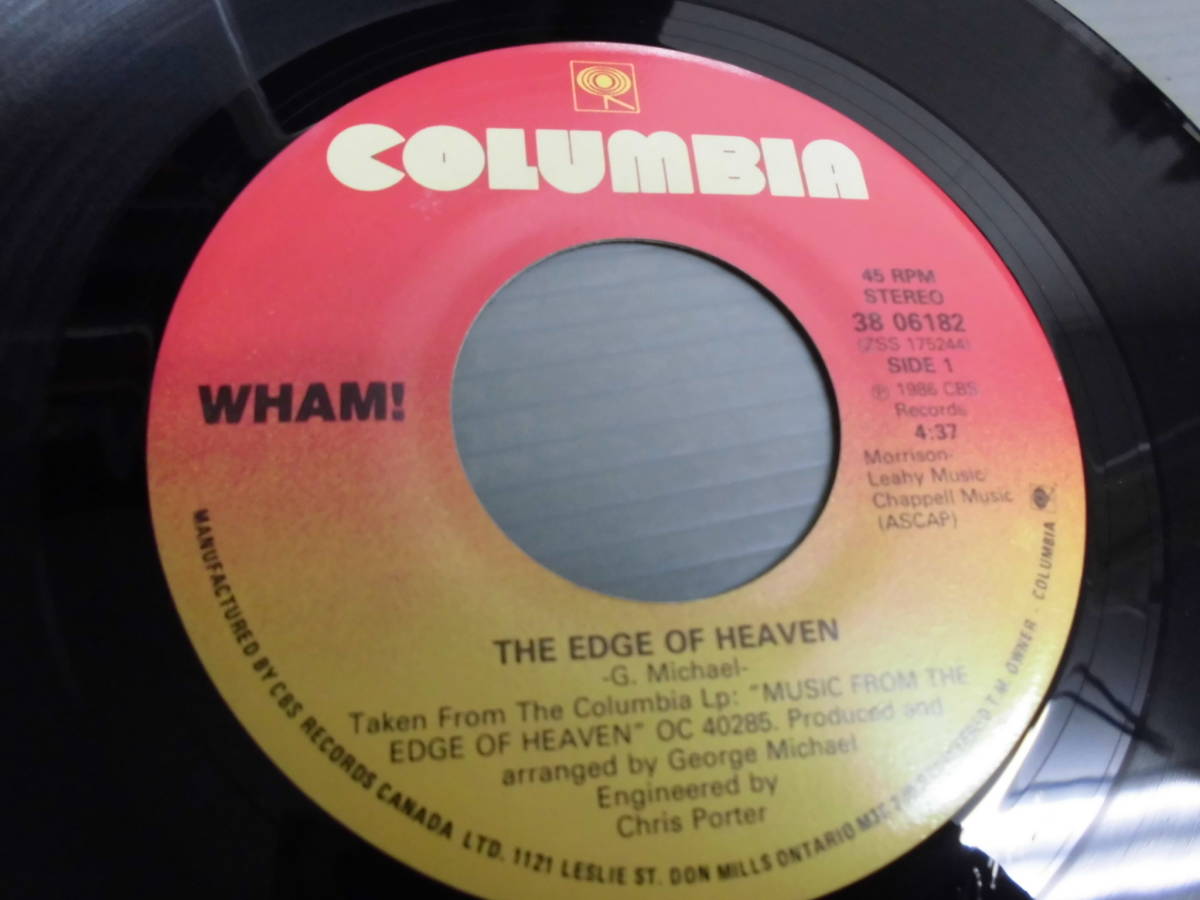 COLUMBIA
WHAM!
45 RPM
STEREO
38 06182
(ZSS 175244)
SIDE 1
℗ 1986 CBS
Records
4:37
Morrison-
Leahy Music/
Chappell Music
(ASCAP)
THE EDGE OF HEAVEN
-G. Michael-
Taken From The Columbia Lp: "MUSIC FROM THE
EDGE OF HEAVEN" OC 40285. Produced and
arranged by George Michael
Engineered by
Chris Porter
MANUFACTURED BY CBS RECORDS CANADA LTD. 1121 LESLIE ST. DON MILLS ONTARIO T.M. OWNER - COLUMBIA